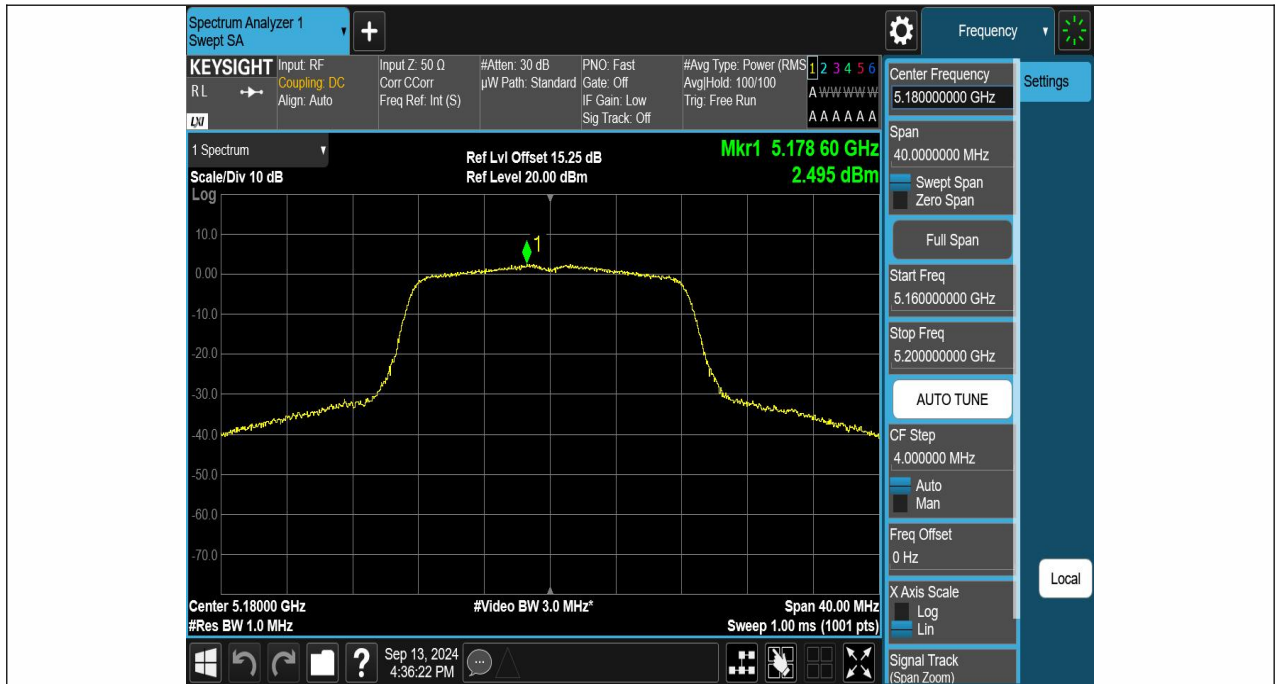 Spectrum Analyzer 1
Swept SA
+
Frequency
KEYSIGHT
RL
LXI
Input: RF
Coupling: DC
Align: Auto
Input Z: 50 Ω
Corr CCorr
Freq Ref: Int (S)
#Atten: 30 dB
µW Path: Standard
PNO: Fast
Gate: Off
IF Gain: Low
Sig Track: Off
#Avg Type: Power (RMS
Avg|Hold: 100/100
Trig: Free Run
1 2 3 4 5 6
A W W W W W
A A A A A A
1 Spectrum
Scale/Div 10 dB
Log
Ref Lvl Offset 15.25 dB
Ref Level 20.00 dBm
Mkr1 5.178 60 GHz
2.495 dBm
1
10.0
0.00
-10.0
-20.0
-30.0
-40.0
-50.0
-60.0
-70.0
Center 5.18000 GHz
#Res BW 1.0 MHz
#Video BW 3.0 MHz*
Span 40.00 MHz
Sweep 1.00 ms (1001 pts)
Center Frequency
5.180000000 GHz
Settings
Span
40.0000000 MHz
Swept Span
Zero Span
Full Span
Start Freq
5.160000000 GHz
Stop Freq
5.200000000 GHz
AUTO TUNE
CF Step
4.000000 MHz
Auto
Man
Freq Offset
0 Hz
X Axis Scale
Log
Lin
Signal Track
(Span Zoom)
Local
?
Sep 13, 2024
4:36:22 PM